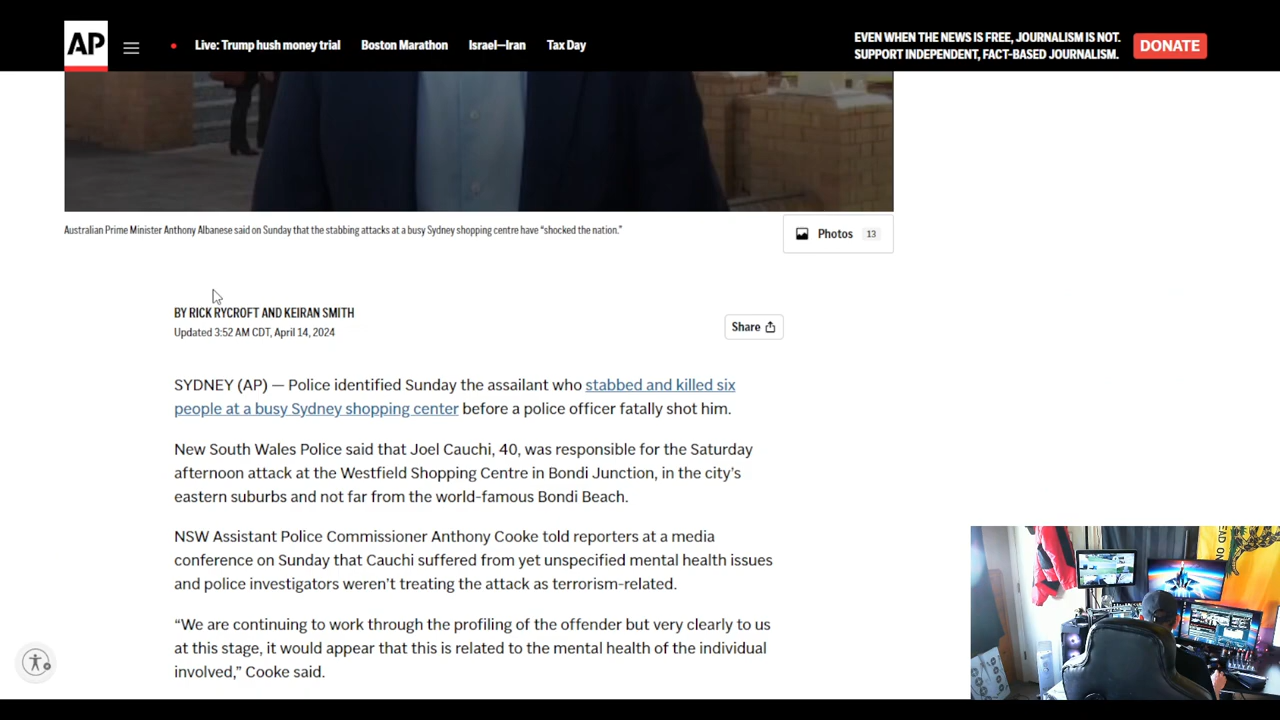 AP
Live: Trump hush money trial
Boston Marathon
Israel—Iran
Tax Day
EVEN WHEN THE NEWS IS FREE, JOURNALISM IS NOT.
SUPPORT INDEPENDENT, FACT-BASED JOURNALISM.
DONATE
Australian Prime Minister Anthony Albanese said on Sunday that the stabbing attacks at a busy Sydney shopping centre have “shocked the nation.”
Photos 13
BY RICK RYCROFT AND KEIRAN SMITH
Updated 3:52 AM CDT, April 14, 2024
Share
SYDNEY (AP) — Police identified Sunday the assailant who stabbed and killed six
people at a busy Sydney shopping center before a police officer fatally shot him.
New South Wales Police said that Joel Cauchi, 40, was responsible for the Saturday
afternoon attack at the Westfield Shopping Centre in Bondi Junction, in the city’s
eastern suburbs and not far from the world-famous Bondi Beach.
NSW Assistant Police Commissioner Anthony Cooke told reporters at a media
conference on Sunday that Cauchi suffered from yet unspecified mental health issues
and police investigators weren’t treating the attack as terrorism-related.
“We are continuing to work through the profiling of the offender but very clearly to us
at this stage, it would appear that this is related to the mental health of the individual
involved,” Cooke said.